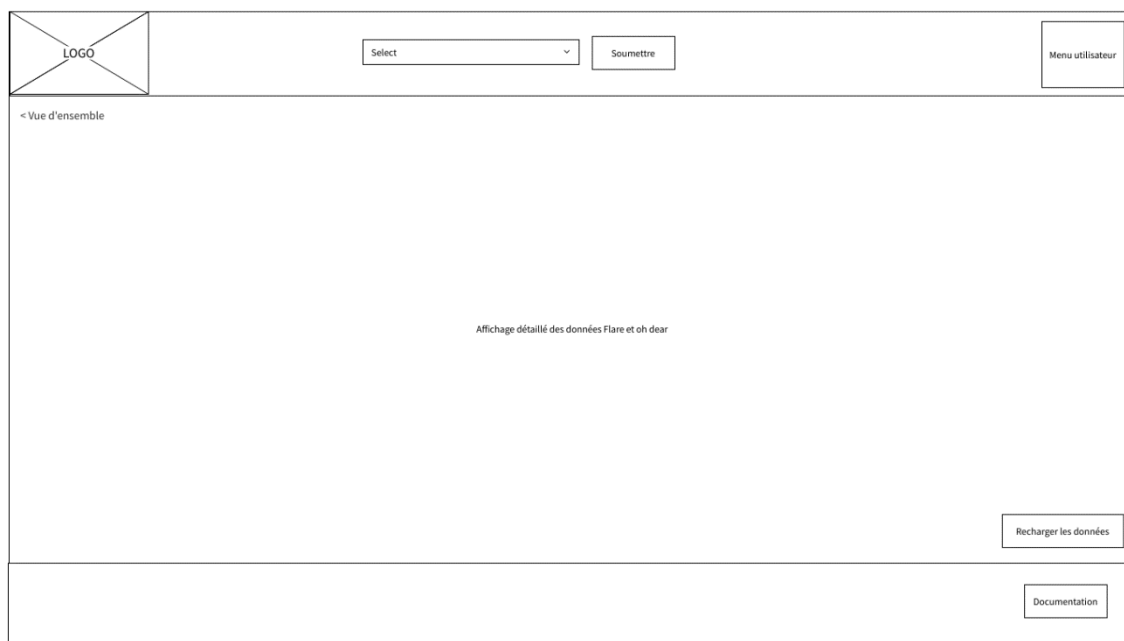 LOGO
Select
Soumettre
Menu utilisateur
< Vue d'ensemble
Affichage détaillé des données Flare et oh dear
Recharger les données
Documentation